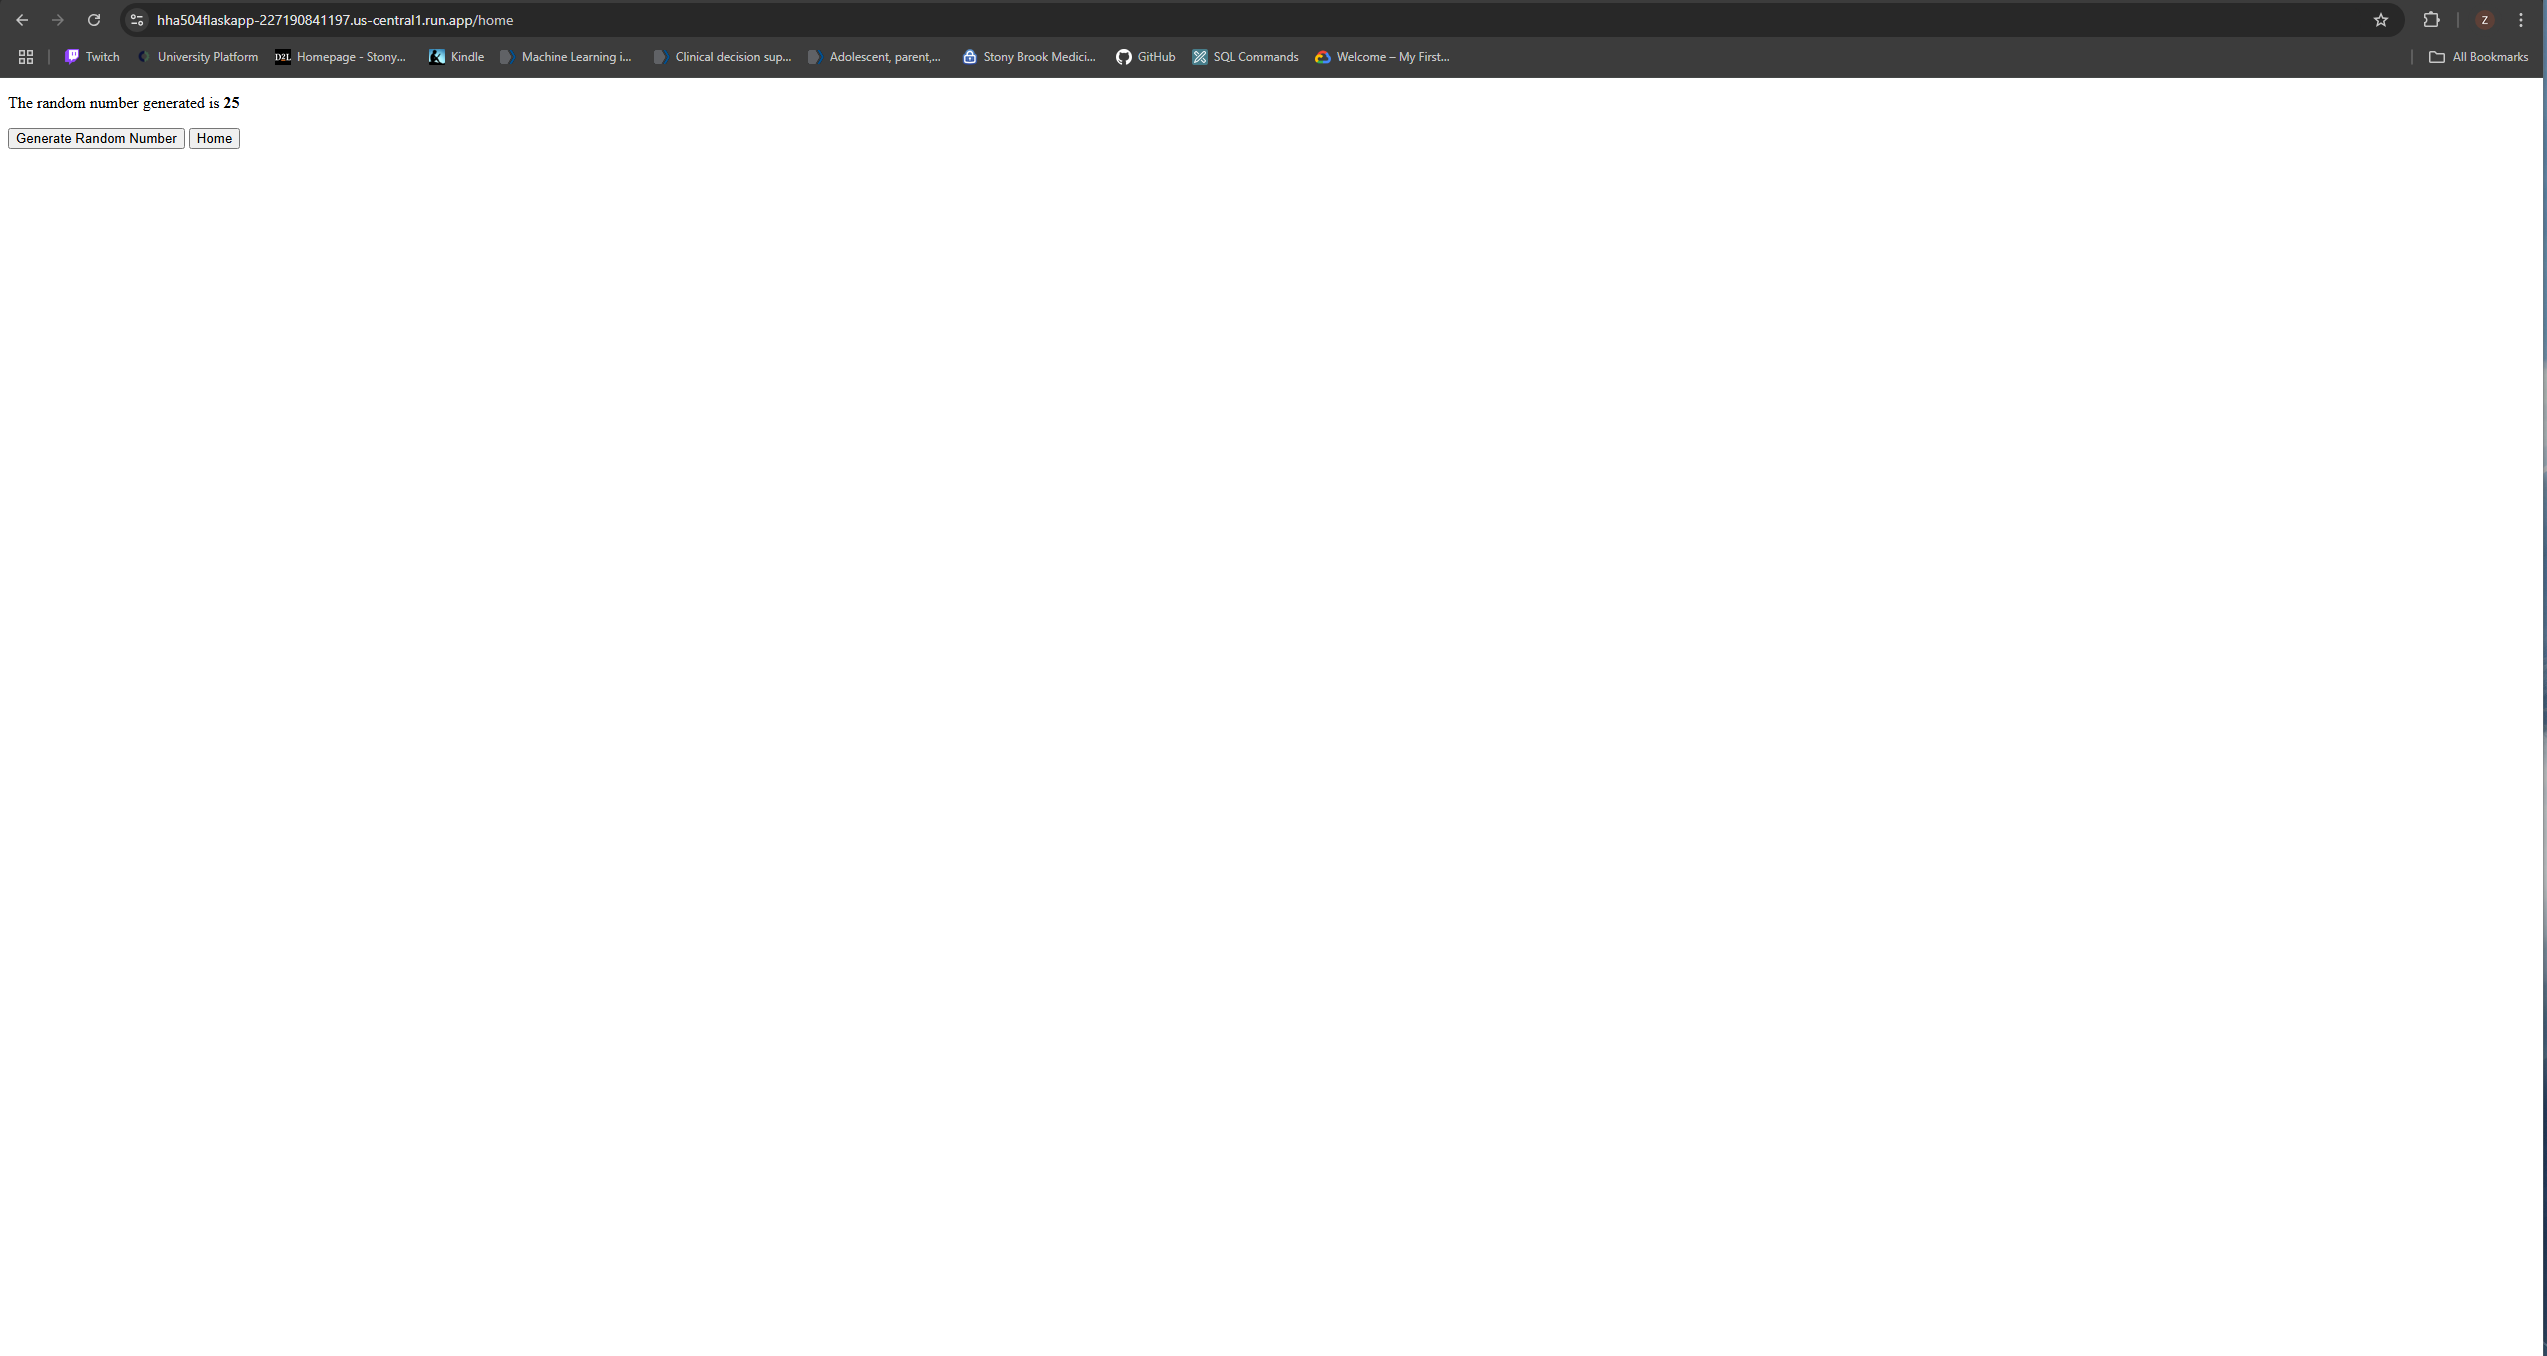 hha504flaskapp-227190841197.us-central1.run.app/home
Z
Twitch University Platform D2L Homepage - Stony... Kindle Machine Learning i... Clinical decision sup... Adolescent, parent,... Stony Brook Medici... GitHub SQL Commands Welcome – My First... All Bookmarks
The random number generated is 25
Generate Random Number Home